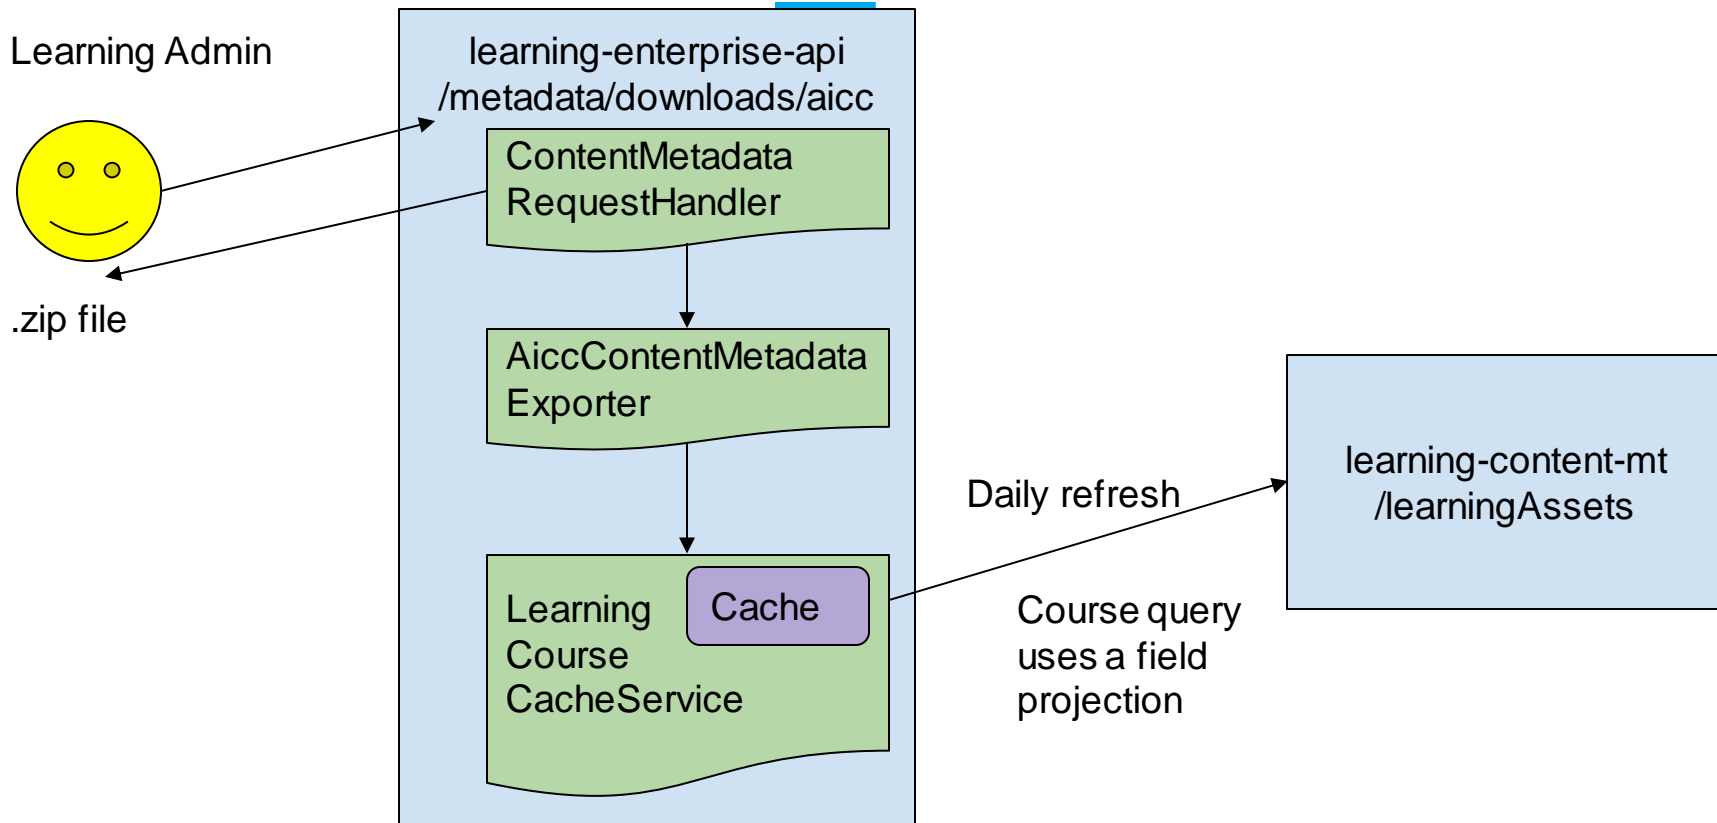 Learning Admin
.zip file
learning-enterprise-api
/metadata/downloads/aicc
ContentMetadata
RequestHandler
AiccContentMetadata
Exporter
Learning
Course
CacheService
Cache
Daily refresh
Course query
uses a field
projection
learning-content-mt
/learningAssets